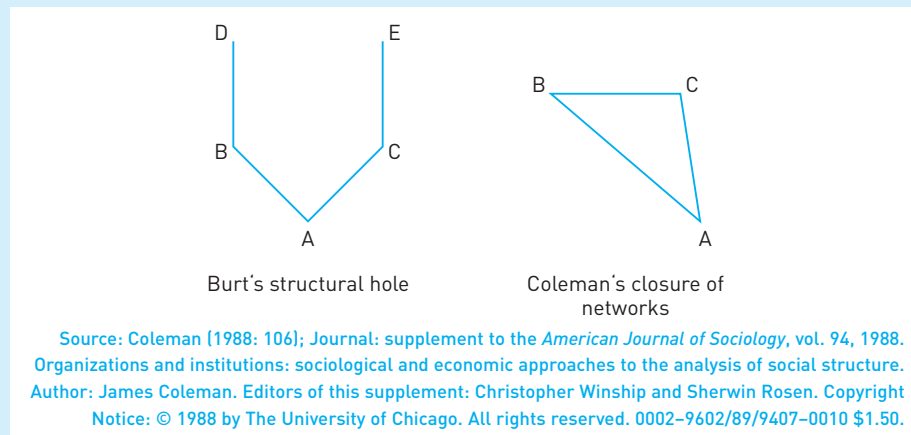 D E
B C
B C
A A
Burt's structural hole Coleman's closure of
networks
Source: Coleman (1988: 106); Journal: supplement to the American Journal of Sociology, vol. 94, 1988.
Organizations and institutions: sociological and economic approaches to the analysis of social structure.
Author: James Coleman. Editors of this supplement: Christopher Winship and Sherwin Rosen. Copyright
Notice: © 1988 by The University of Chicago. All rights reserved. 0002–9602/89/9407–0010 $1.50.